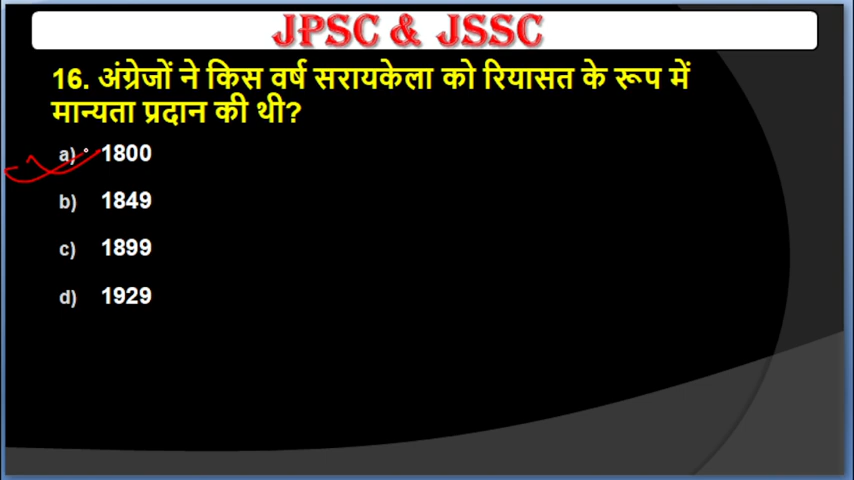 JPSC & JSSC
16. अंग्रेजों ने किस वर्ष सरायकेला को रियासत के रूप में
मान्यता प्रदान की थी?
a) 1800
b) 1849
c) 1899
d) 1929